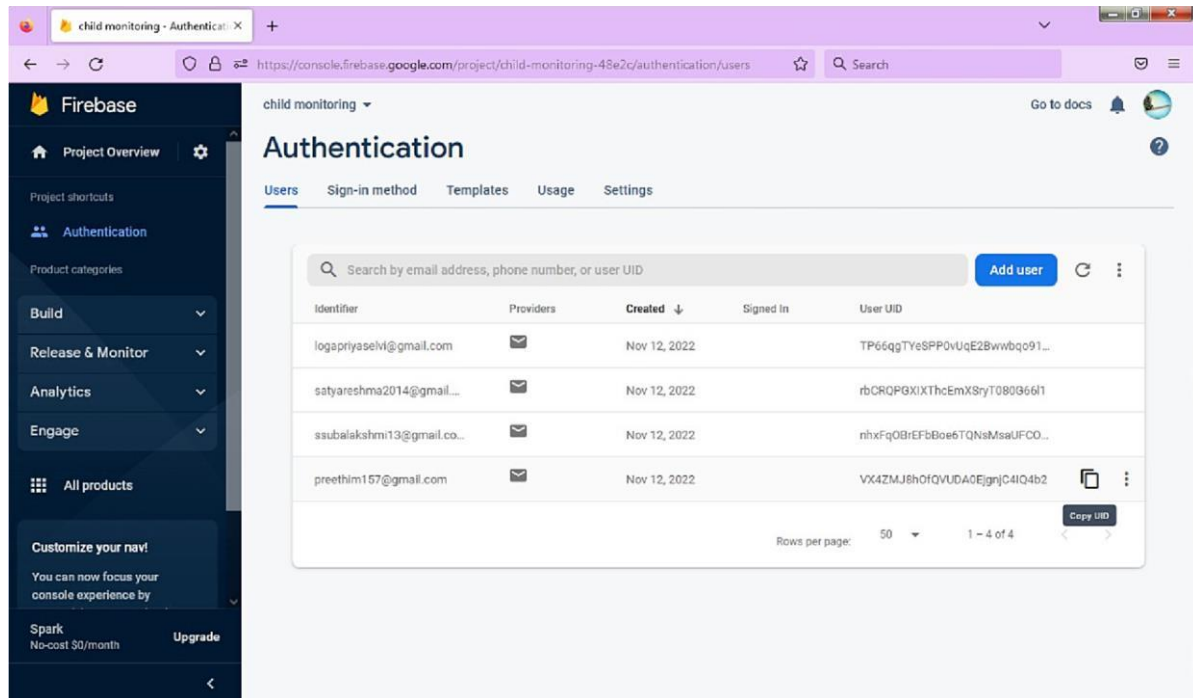 child monitoring - Authenticati
https://console.firebase.google.com/project/child-monitoring-48e2c/authentication/users
Search
Firebase
child monitoring
Go to docs
Project Overview
Authentication
Users Sign-in method Templates Usage Settings
Project shortcuts
Authentication
Product categories
Build
Release & Monitor
Analytics
Engage
All products
Customize your nav!
You can now focus your
console experience by
Spark
No-cost $0/month
Upgrade
Search by email address, phone number, or user UID
Add user
Identifier Providers Created Signed In User UID
logapriyaselvi@gmail.com Nov 12, 2022
satyareshma2014@gmail.... Nov 12, 2022
ssubalakshmi13@gmail.co... Nov 12, 2022
preethim157@gmail.com Nov 12, 2022
Copy UID
Rows per page: 50 1 – 4 of 4